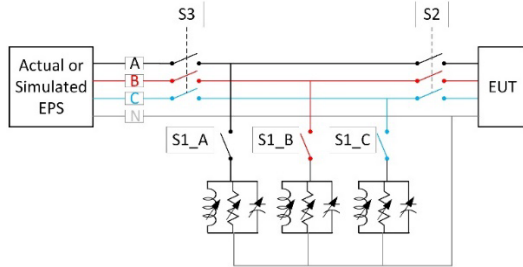 S3
S2
Actual or
Simulated
EPS
A
B
C
N
EUT
S1_A
S1_B
S1_C